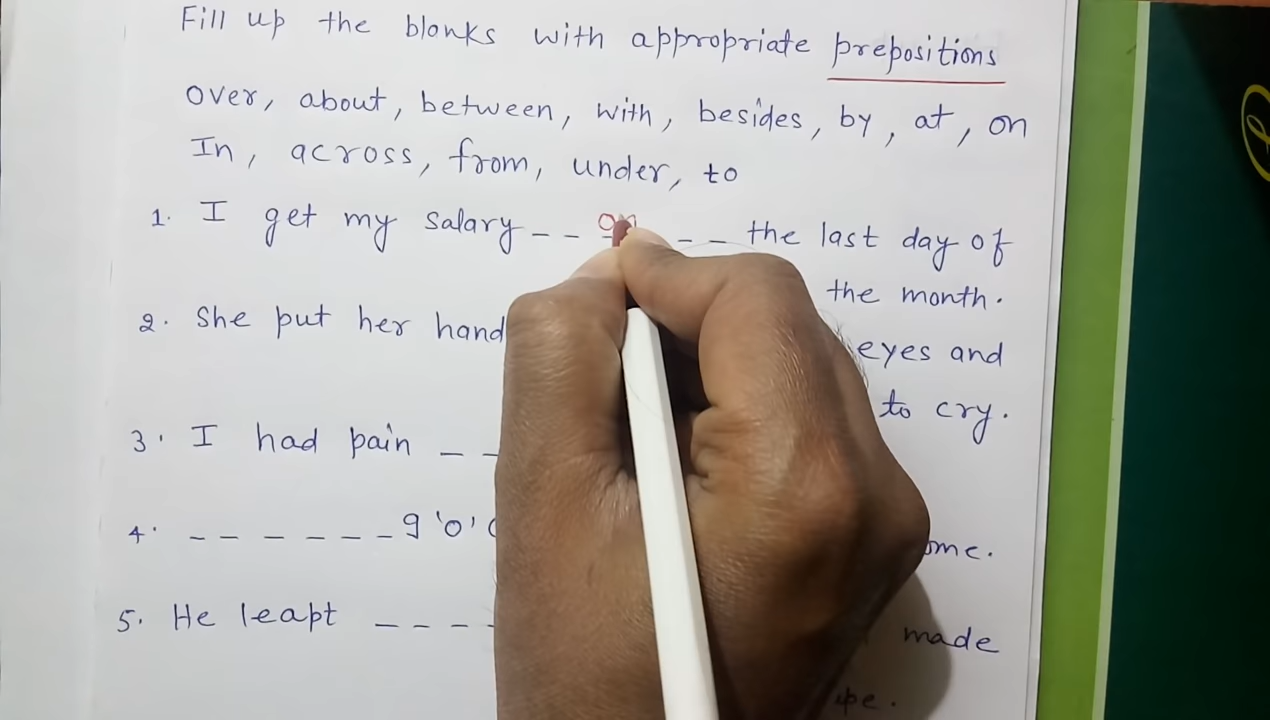 Fill up the blanks with appropriate prepositions
over, about, between, with, besides, by, at, on
In, across, from, under, to
1. I get my salary -- on -- the last day of
the month.
2. She put her hand eyes and
to cry.
3. I had pain --
4. ------ 9 'o'
5. He leapt ---- made